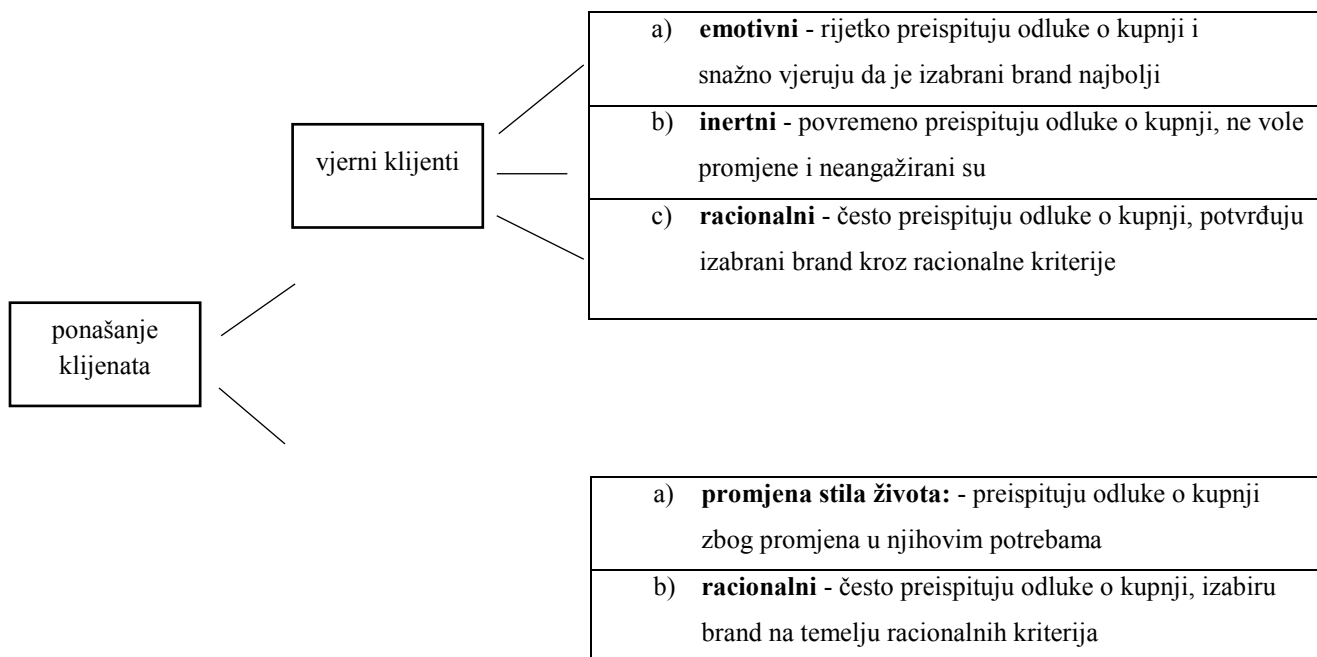 a) emotivni - rijetko preispituju odluke o kupnji i
snažno vjeruju da je izabrani brand najbolji
b) inertni - povremeno preispituju odluke o kupnji, ne vole
promjene i neangažirani su
c) racionalni - često preispituju odluke o kupnji, potvrđuju
izabrani brand kroz racionalne kriterije
vjerni klijenti
ponašanje
klijenata
a) promjena stila života: - preispituju odluke o kupnji
zbog promjena u njihovim potrebama
b) racionalni - često preispituju odluke o kupnji, izabiru
brand na temelju racionalnih kriterija